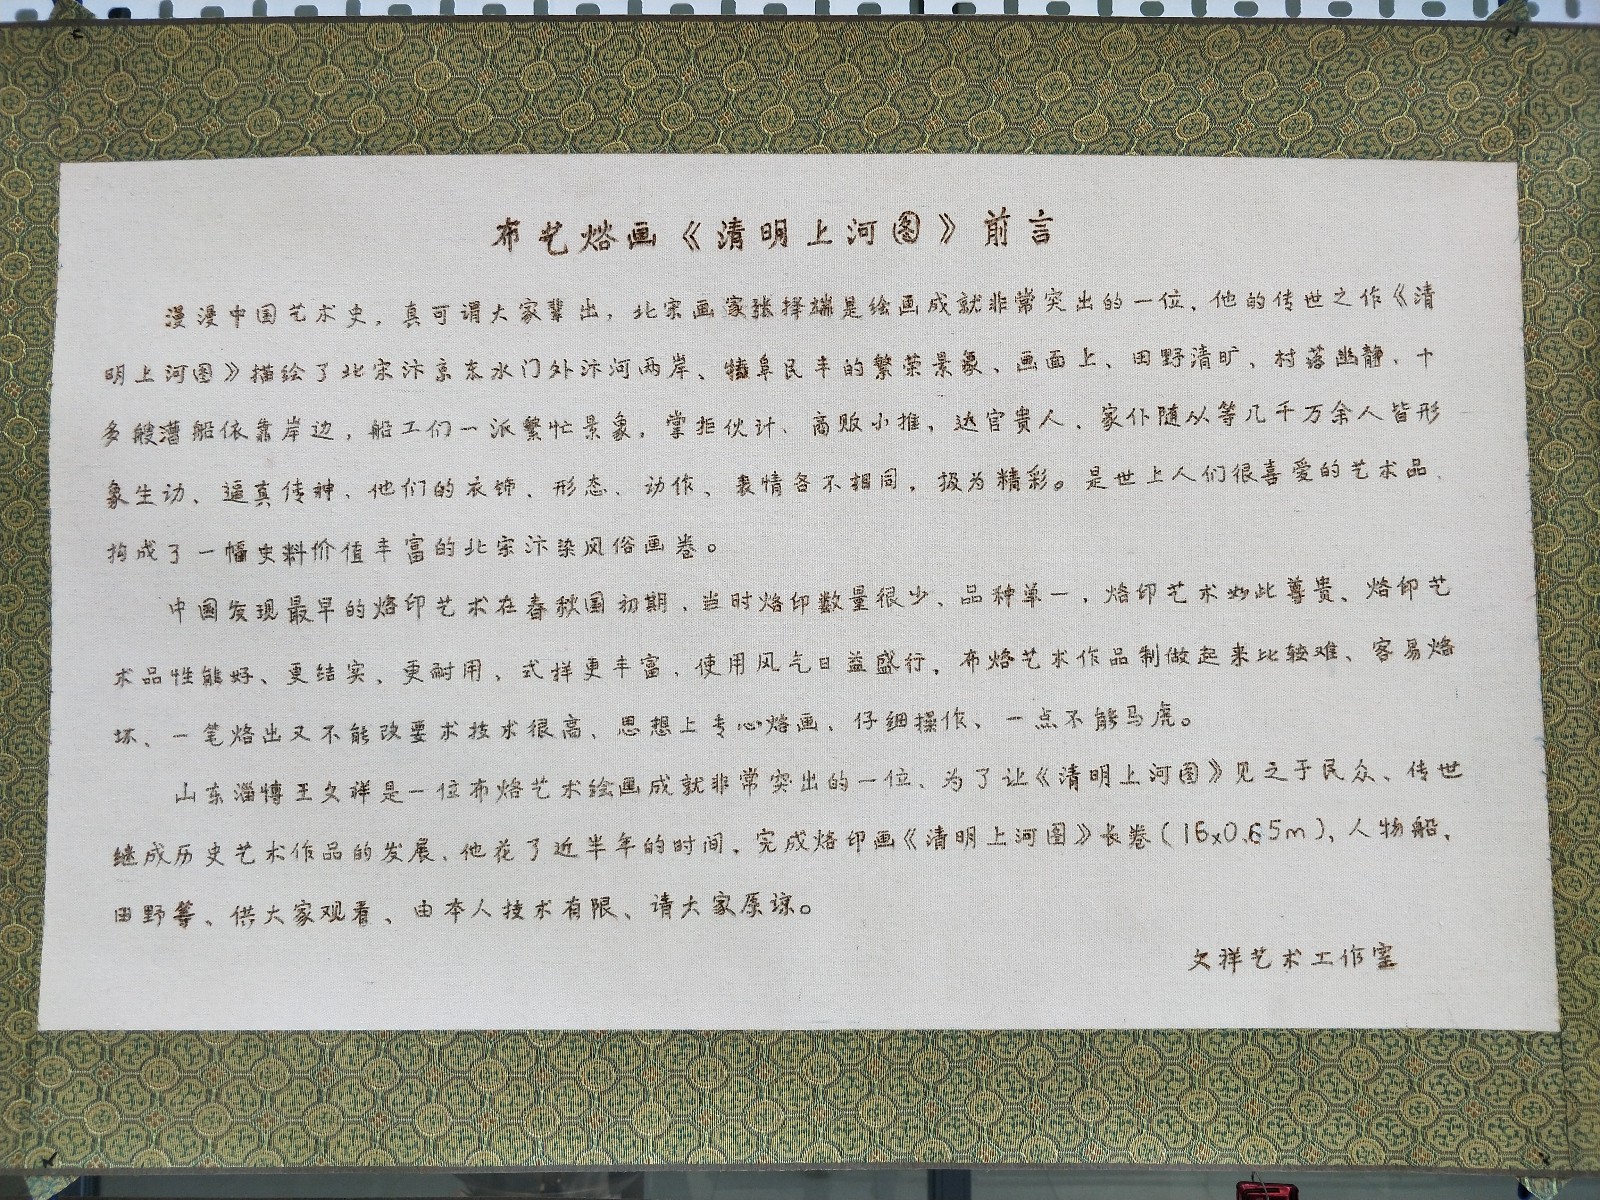 布艺烙画《清明上河图》前言
漫漫中国艺术史，真可谓大家辈出，北宋画家张择端是绘画成就非常突出的一位、他的传世之作《清
明上河图》描绘了北宋汴京东水门外汴河两岸、犊阜民丰的繁荣景象、画面上、田野清旷、村落幽静、十
多艘漕船依靠岸边，船工们一派繁忙景象，掌拒伙计、商贩小推，达官贵人、家仆随从等几千万余人皆形
象生动、逼真传神、他们的衣饰、形态、动作、表情各不相同，极为精彩。是世上人们很喜爱的艺术品、
构成了一幅史料价值丰富的北宋汴染风俗画卷。
中国发现最早的烙印艺术在春秋国初期、当时烙印数量很少、品种单一，烙印艺术如此尊贵、烙印艺
术品性能好、更结实、更耐用，式样更丰富，使用风气日益盛行，布烙艺术作品制做起来比较难、容易烙
坏、一笔烙出又不能改要求技术很高、思想上专心烙画、仔细操作、一点不能马虎。
山东淄博王文祥是一位布烙艺术绘画成就非常突出的一位、为了让《清明上河图》见之于民众、传世
继成历史艺术作品的发展、他花了近半年的时间，完成烙印画《清明上河图》长卷(16x0.65m)、人物船、
田野等、供大家观看、由本人技术有限、请大家原谅。
文祥艺术工作室